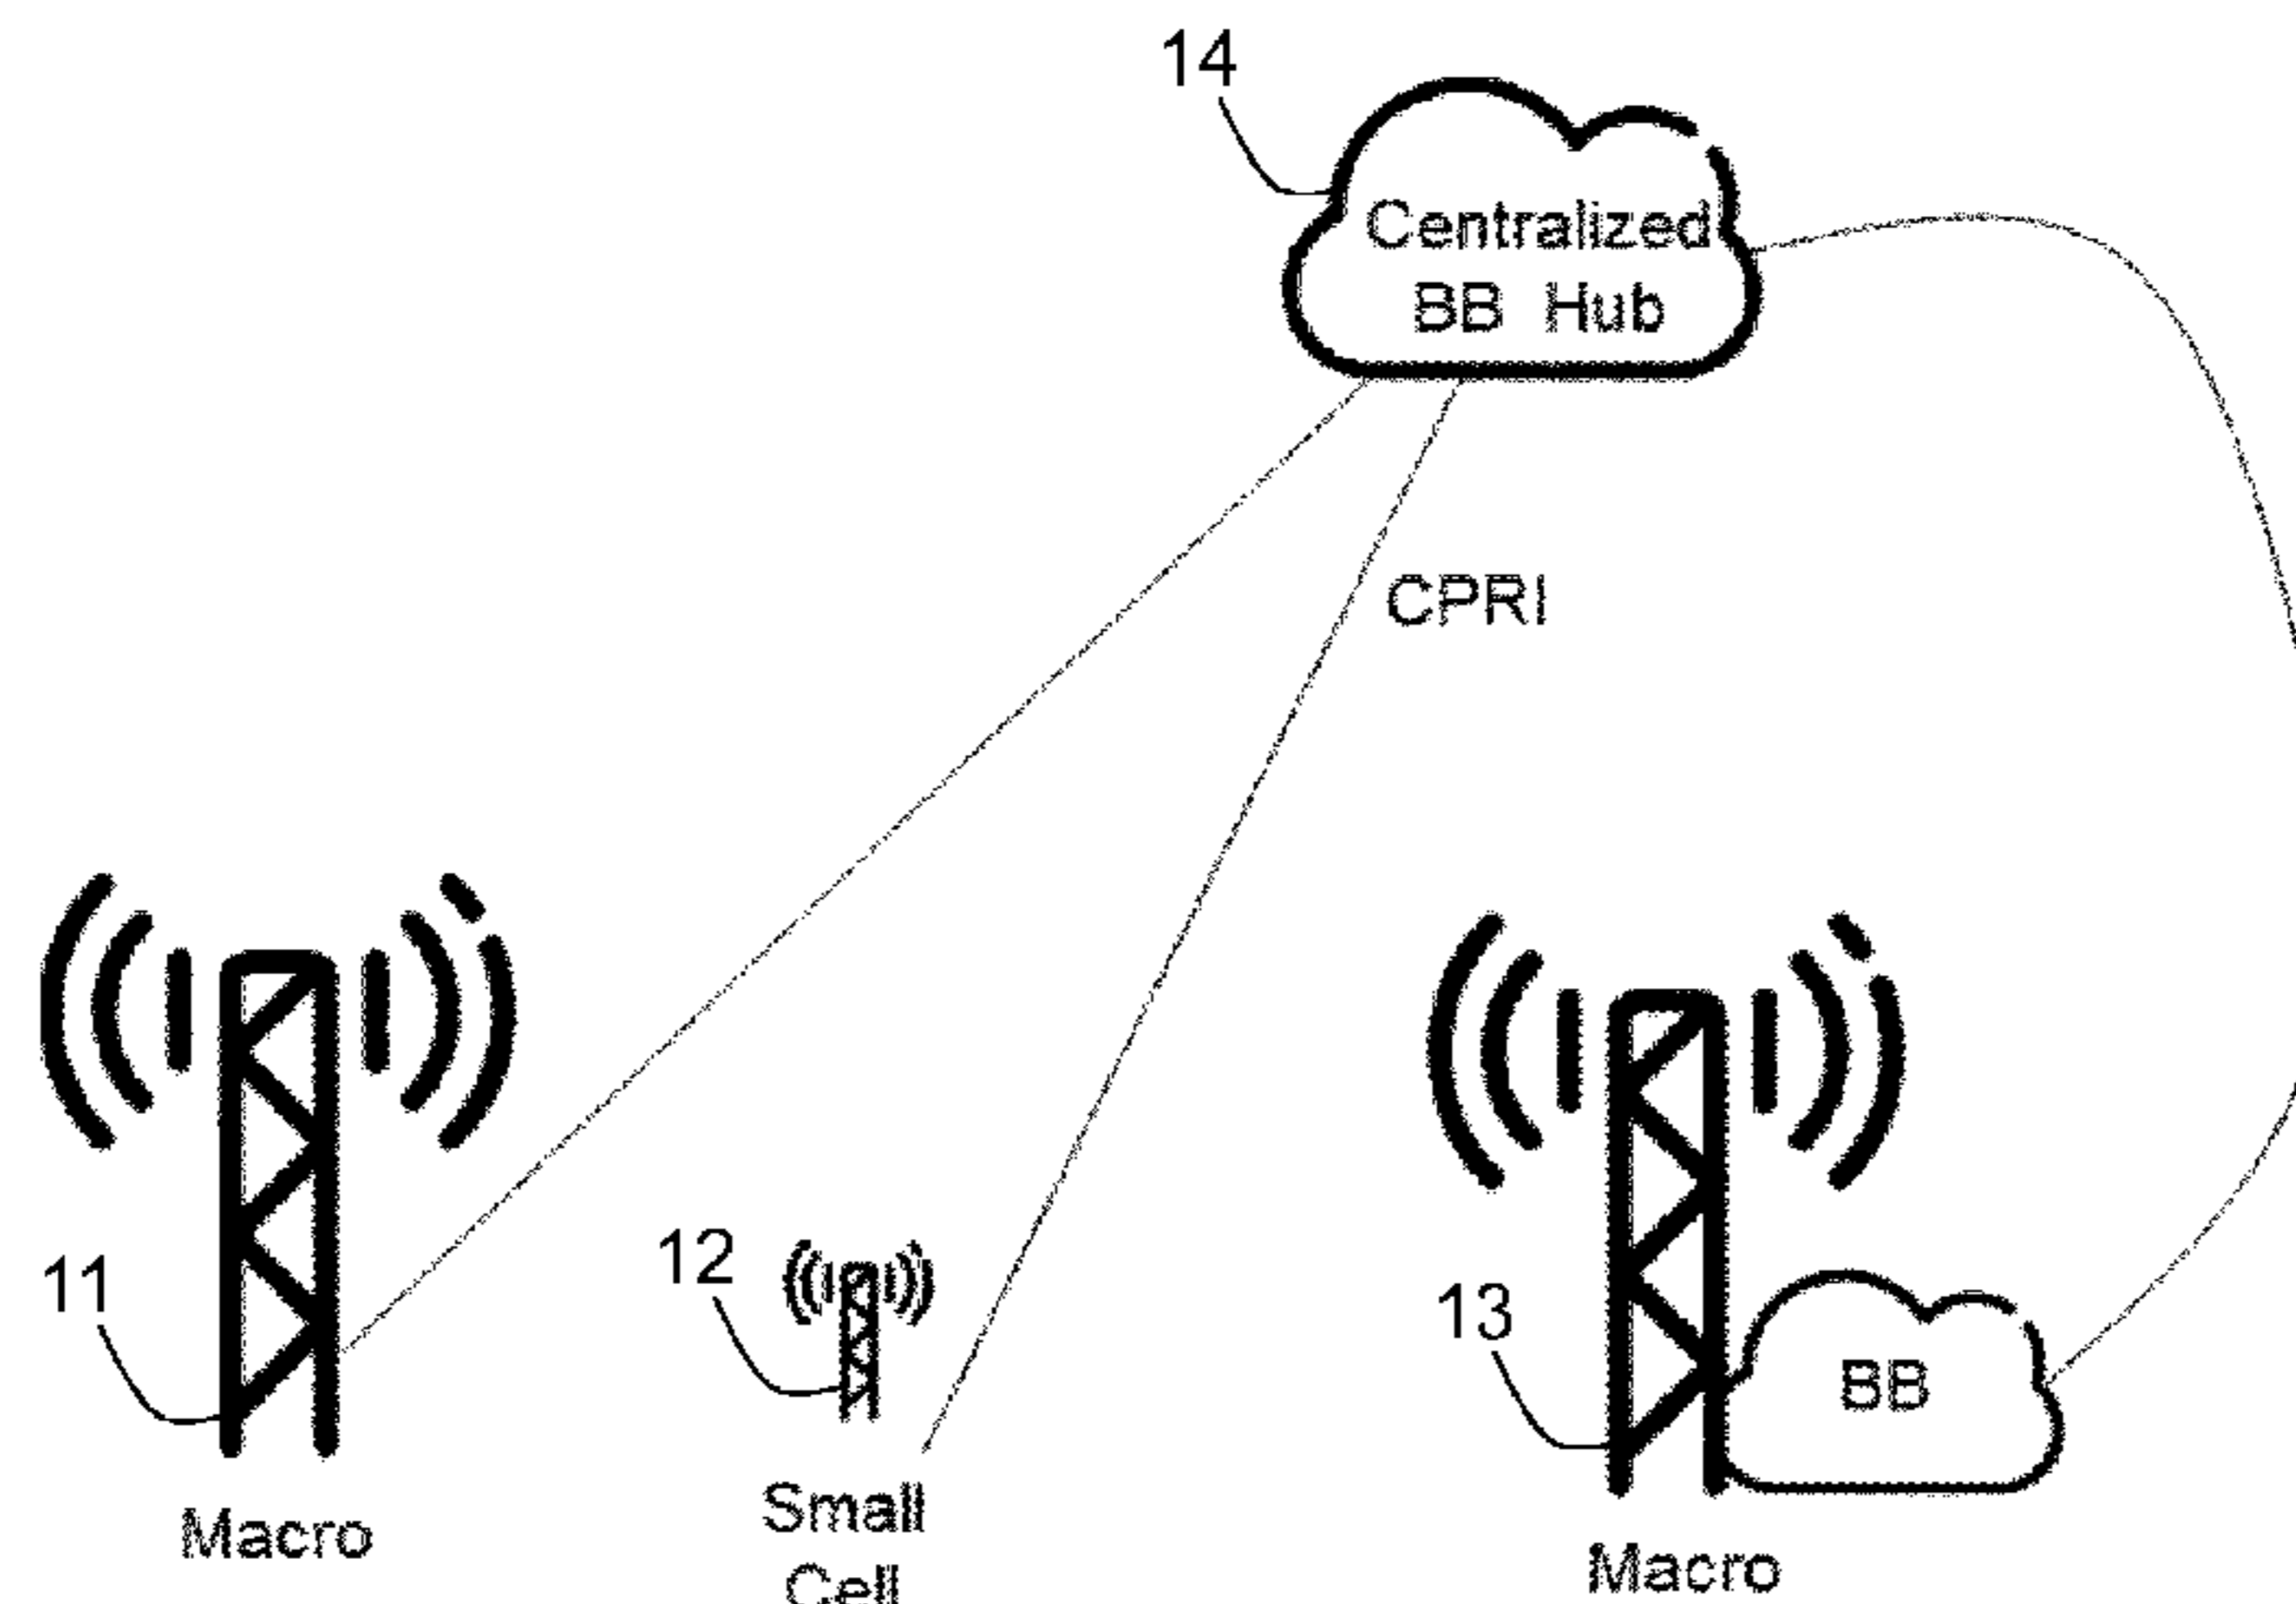 14
Centralized
BB Hub
CPRI
11
12
13
BB
Macro
Small
Cell
Macro